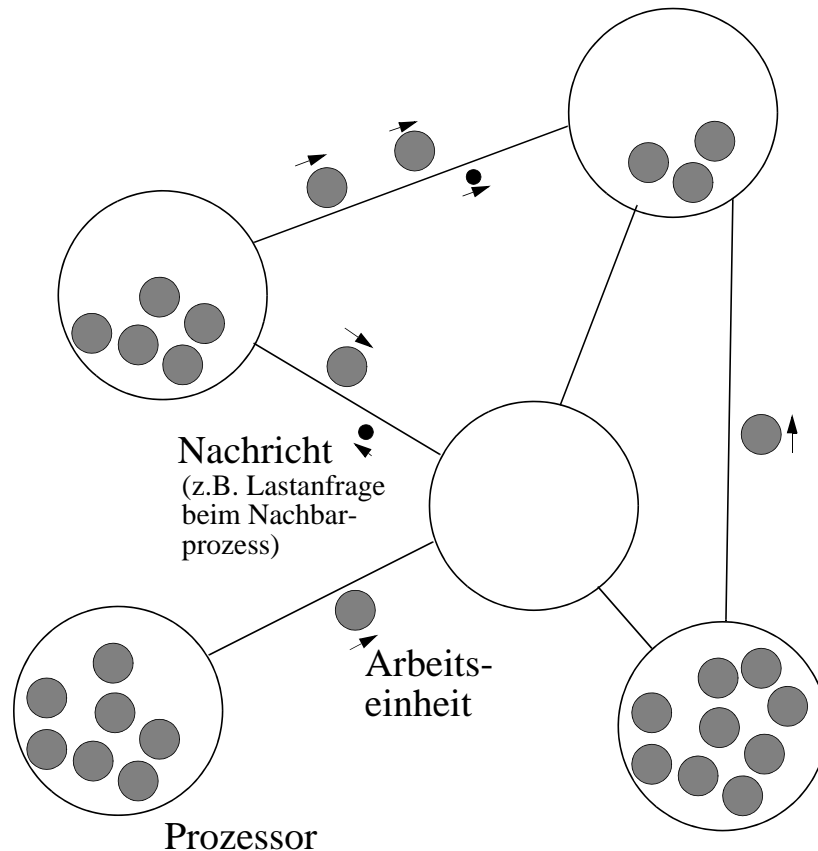 Nachricht
(z.B. Lastanfrage
beim Nachbar-
prozess)
Arbeits-
einheit
Prozessor